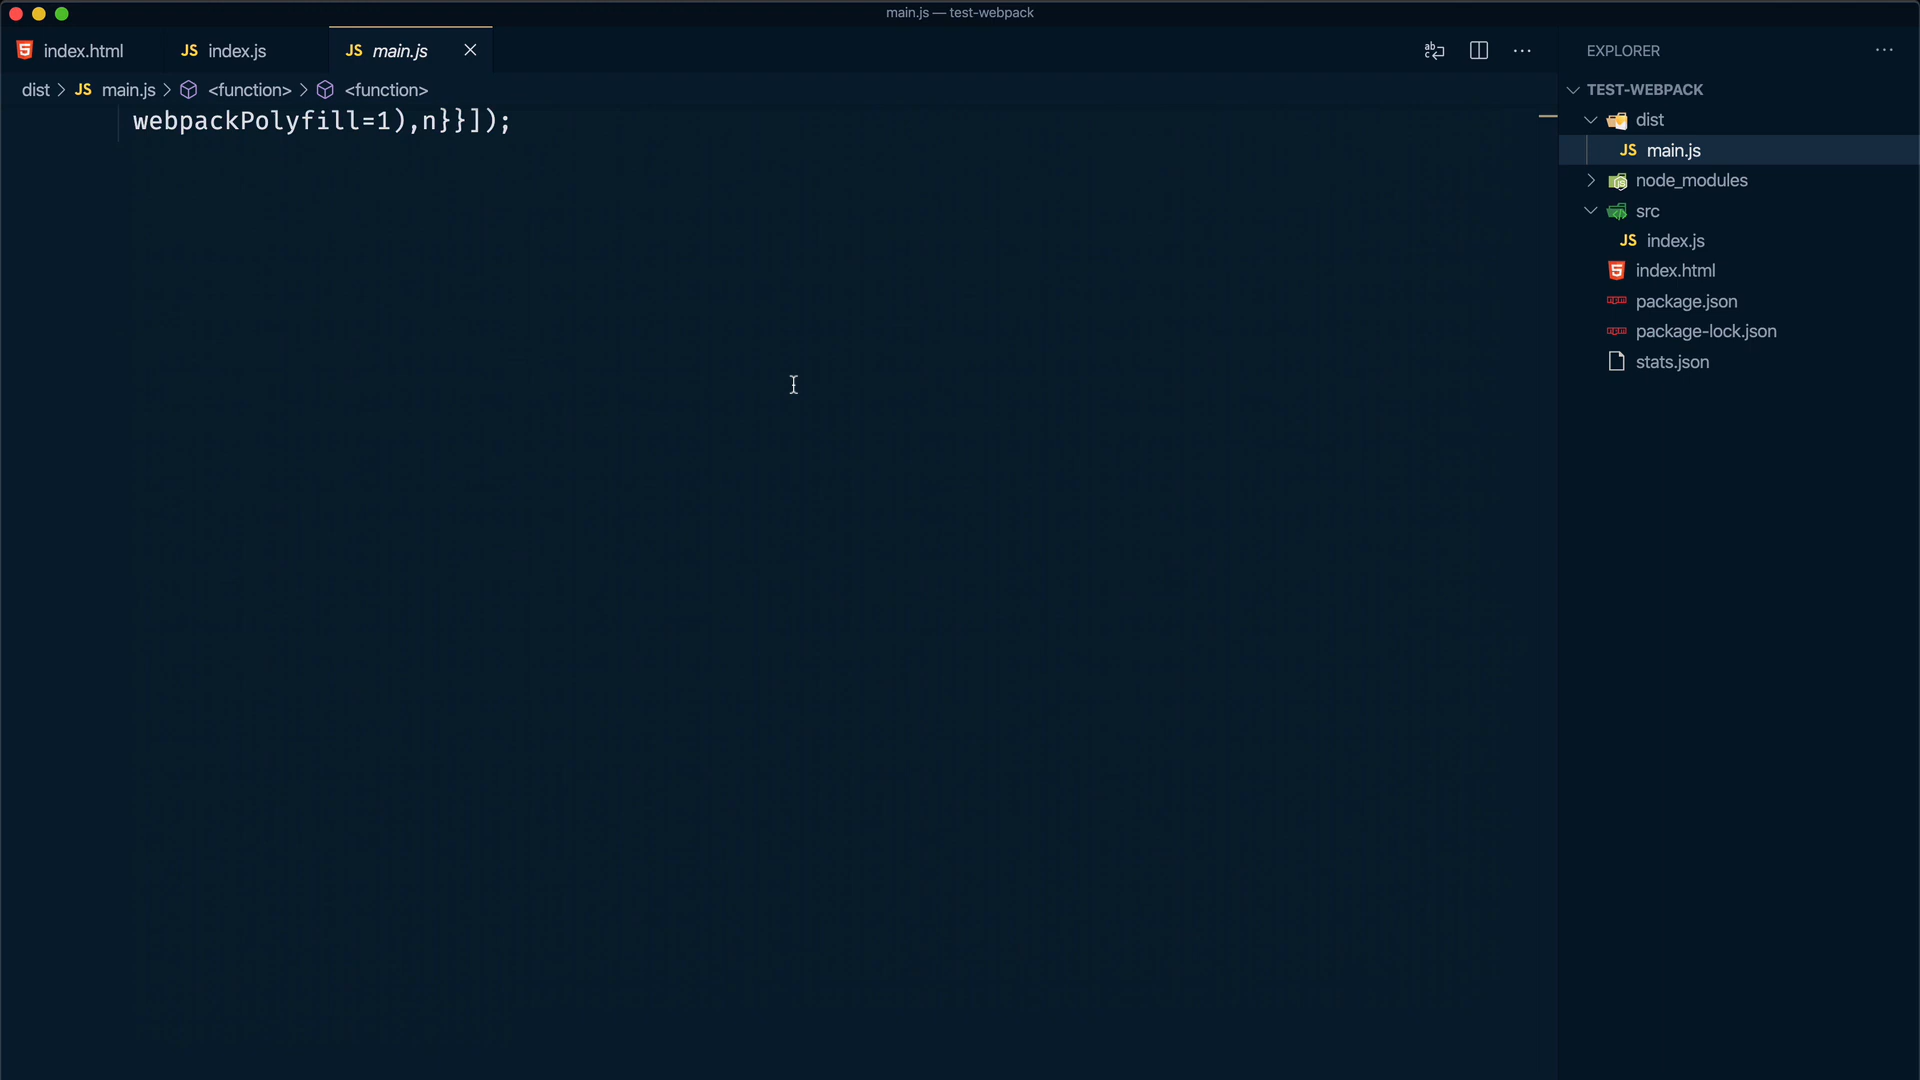 main.js — test-webpack
index.html
JS index.js
JS main.js
EXPLORER
dist > JS main.js > <function> > <function>
webpackPolyfill=1),n}}]);
TEST-WEBPACK
dist
JS main.js
node_modules
src
JS index.js
index.html
package.json
package-lock.json
stats.json